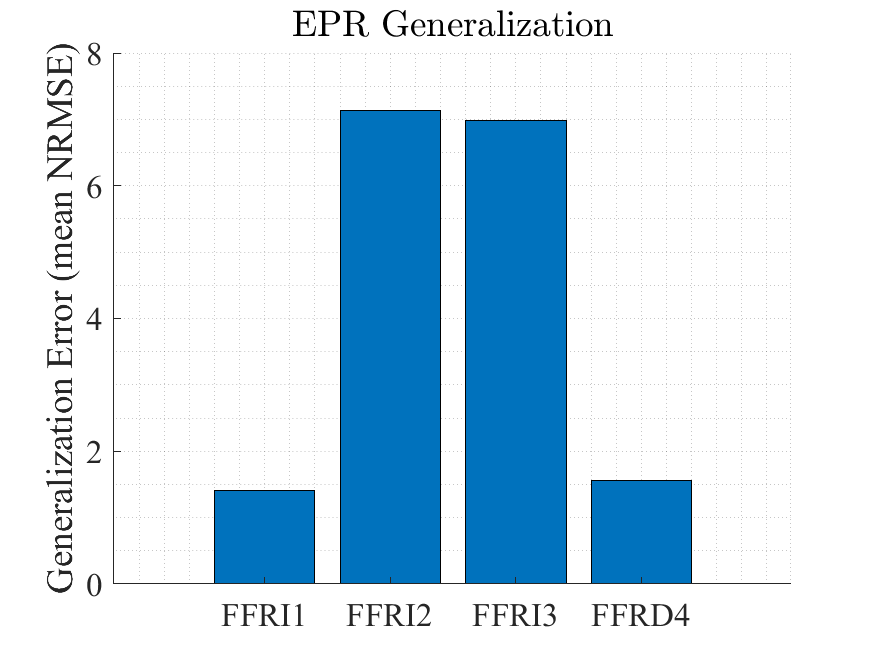 EPR Generalization
Generalization Error (mean NRMSE)
8
6
4
2
0
FFRI1 FFRI2 FFRI3 FFRD4